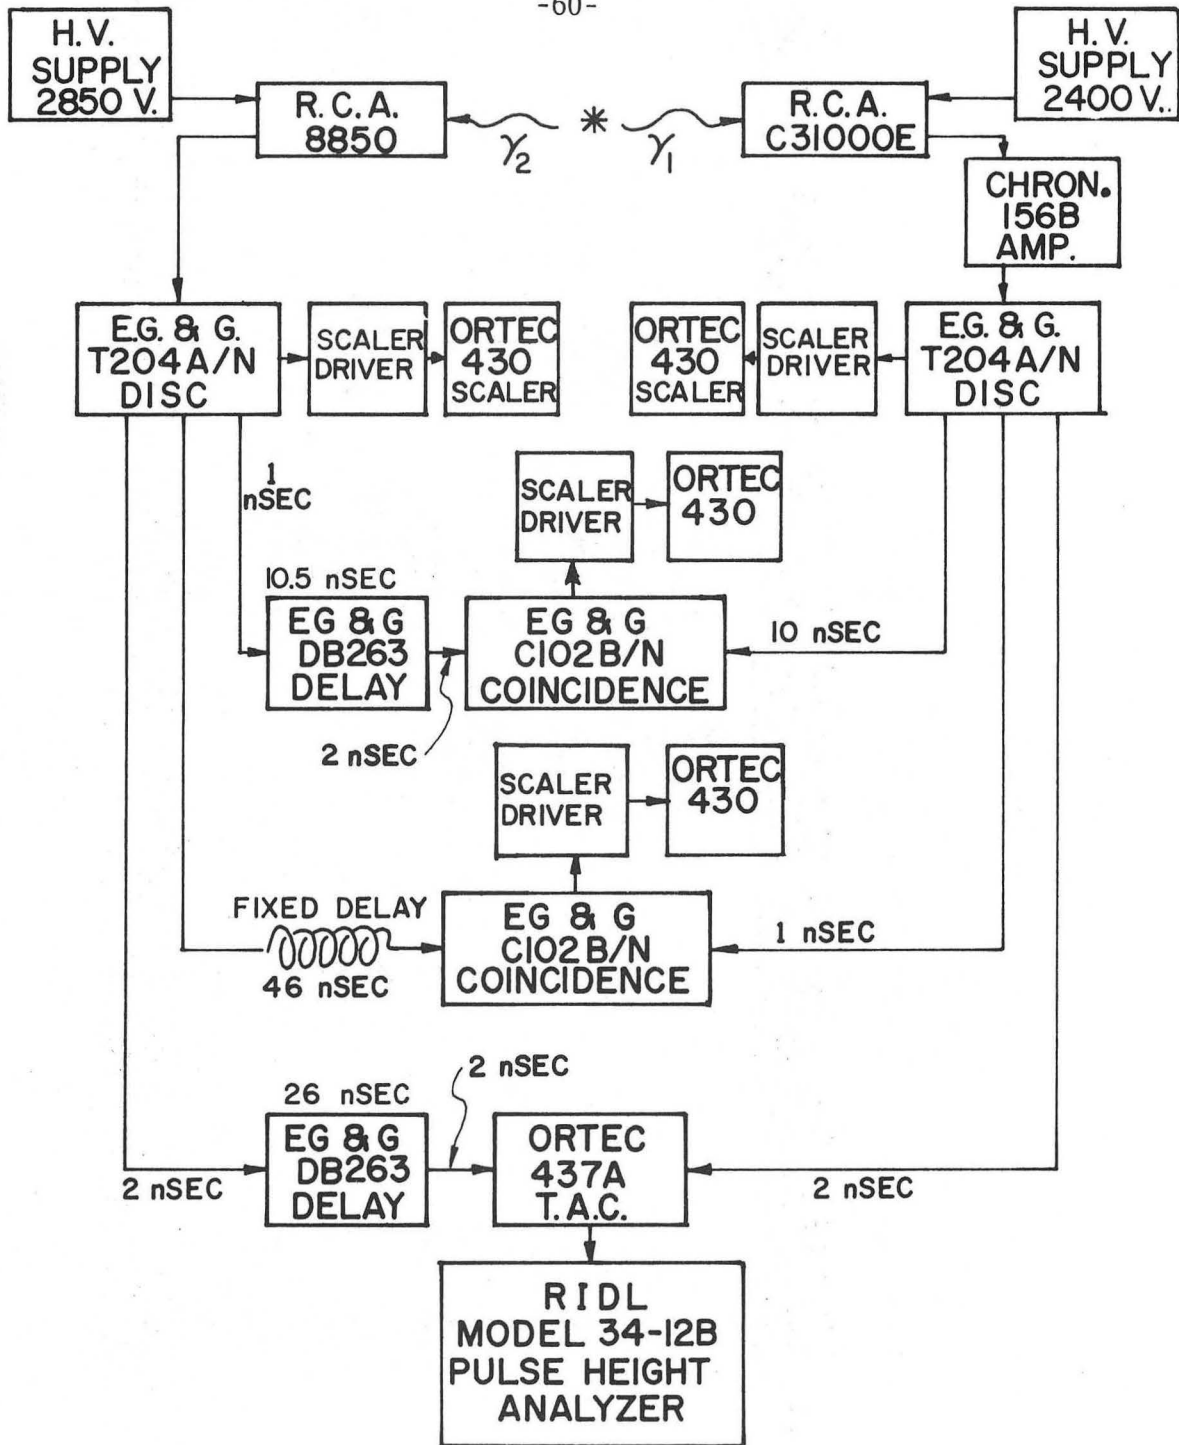 -60-
H.V.
SUPPLY
2850 V.
R.C.A.
8850
γ2
*
γ1
R.C.A.
C31000E
H.V.
SUPPLY
2400 V..
CHRON.
156B
AMP.
E.G. & G.
T204A/N
DISC
SCALER
DRIVER
ORTEC
430
SCALER
ORTEC
430
SCALER
SCALER
DRIVER
E.G. & G.
T204A/N
DISC
1
nSEC
SCALER
DRIVER
ORTEC
430
10.5 nSEC
EG & G
DB263
DELAY
2 nSEC
EG & G
C102B/N
COINCIDENCE
10 nSEC
SCALER
DRIVER
ORTEC
430
FIXED DELAY
46 nSEC
EG & G
C102B/N
COINCIDENCE
1 nSEC
2 nSEC
26 nSEC
EG & G
DB263
DELAY
2 nSEC
ORTEC
437A
T.A.C.
2 nSEC
RIDL
MODEL 34-12B
PULSE HEIGHT
ANALYZER